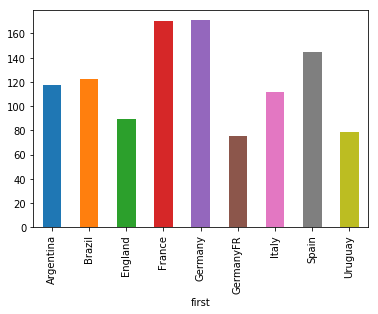 160
140
120
100
80
60
40
20
0
Argentina
Brazil
England
France
Germany
GermanyFR
Italy
Spain
Uruguay
first